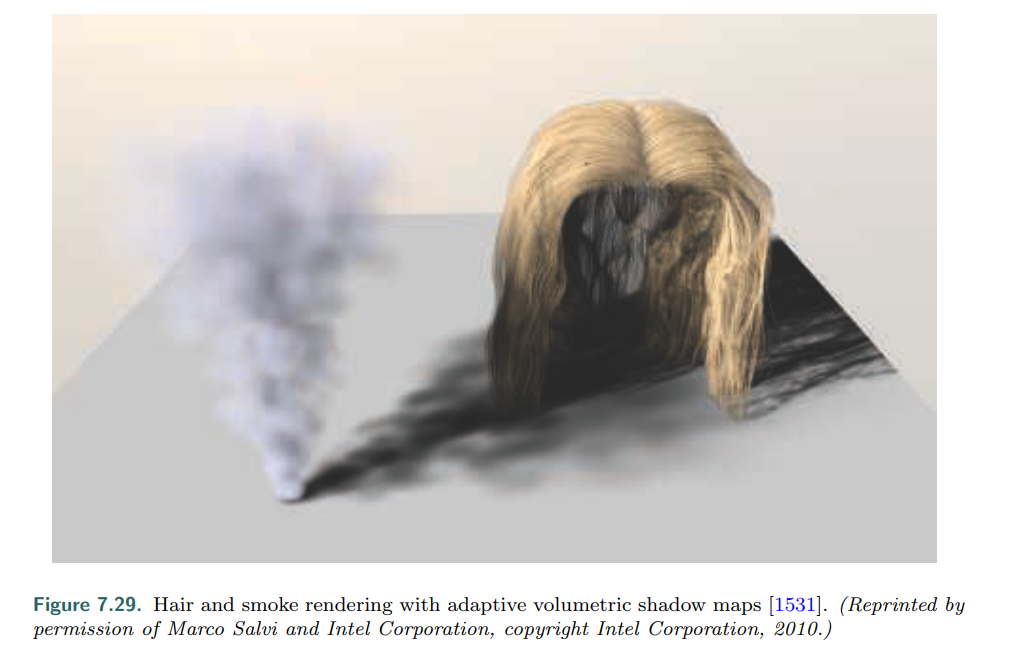 Figure 7.29. Hair and smoke rendering with adaptive volumetric shadow maps [1531]. (Reprinted by
permission of Marco Salvi and Intel Corporation, copyright Intel Corporation, 2010.)